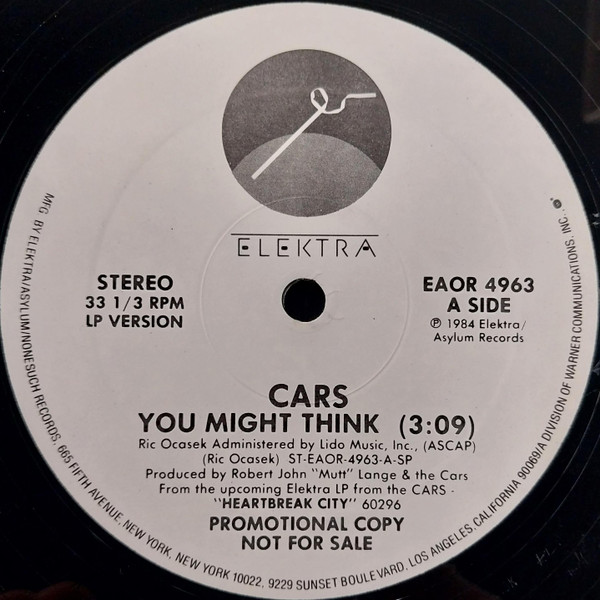 ELEKTRA
STEREO
33 1/3 RPM
LP VERSION
EAOR 4963
A SIDE
℗ 1984 Elektra/
Asylum Records
CARS
YOU MIGHT THINK (3:09)
Ric Ocasek Administered by Lido Music, Inc., (ASCAP)
(Ric Ocasek) ST-EAOR-4963-A-SP
Produced by Robert John "Mutt" Lange & the Cars
From the upcoming Elektra LP from the CARS -
"HEARTBREAK CITY" 60296
PROMOTIONAL COPY
NOT FOR SALE
MFG. BY ELEKTRA/ASYLUM/NONESUCH RECORDS, 665 FIFTH AVENUE, NEW YORK, NEW YORK 10022, 9229 SUNSET BOULEVARD, LOS ANGELES, CALIFORNIA 90069/A DIVISION OF WARNER COMMUNICATIONS, INC.,